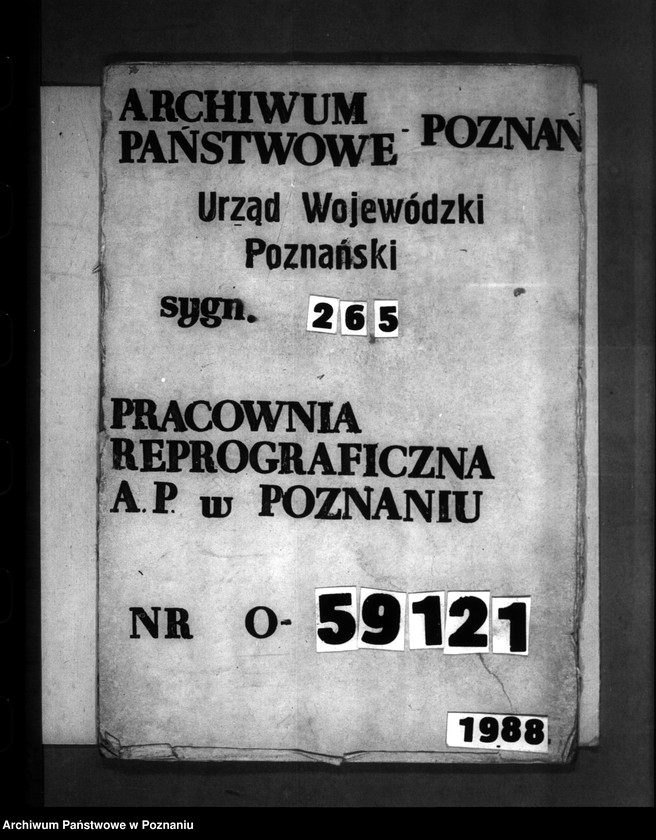 ARCHIWUM
PAŃSTWOWE - POZNAŃ
Urząd Wojewódzki
Poznański
sygn. 265
PRACOWNIA
REPROGRAFICZNA
A.P. w POZNANIU
NR O-59121
1988
Archiwum Państwowe w Poznaniu